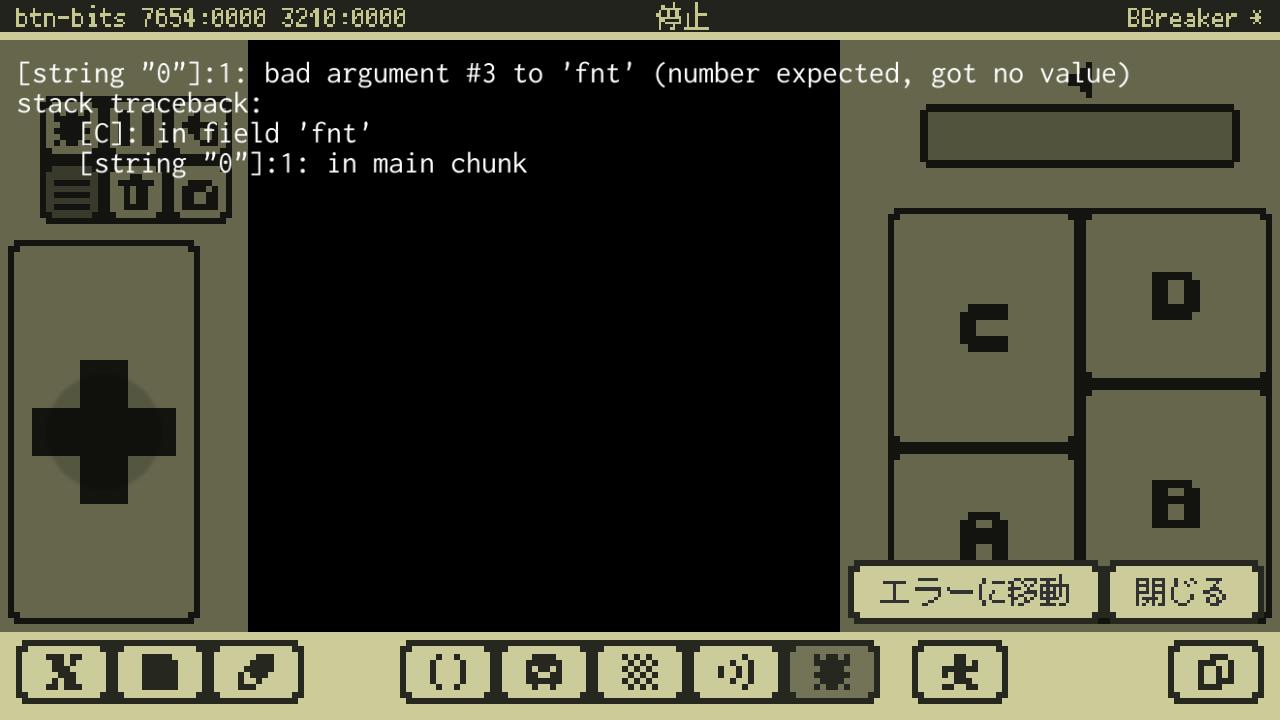 btn-bits 7654:0000 3210:0000 停止 BBreaker *
[string "0"]:1: bad argument #3 to 'fnt' (number expected, got no value)
stack traceback:
[C]: in field 'fnt'
[string "0"]:1: in main chunk
D
C
B
A
エラーに移動 閉じる
X ( )